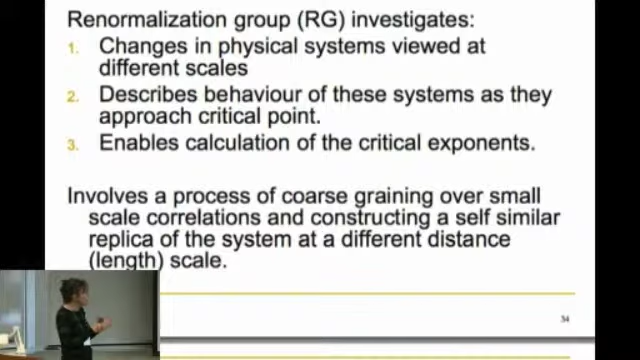 Renormalization group (RG) investigates:
1. Changes in physical systems viewed at
different scales
2. Describes behaviour of these systems as they
approach critical point.
3. Enables calculation of the critical exponents.
Involves a process of coarse graining over small
scale correlations and constructing a self similar
replica of the system at a different distance
(length) scale.
34